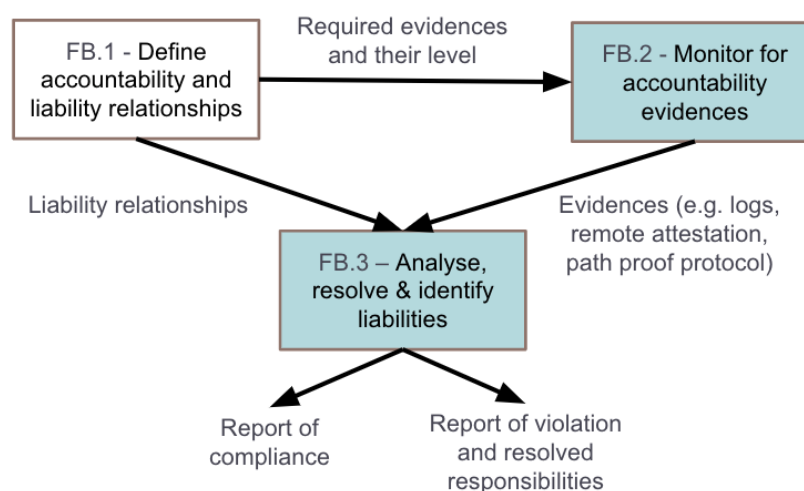 FB.1 - Define
accountability and
liability relationships
Required evidences
and their level
FB.2 - Monitor for
accountability
evidences
Liability relationships
Evidences (e.g. logs,
remote attestation,
path proof protocol)
FB.3 – Analyse,
resolve & identify
liabilities
Report of
compliance
Report of violation
and resolved
responsibilities